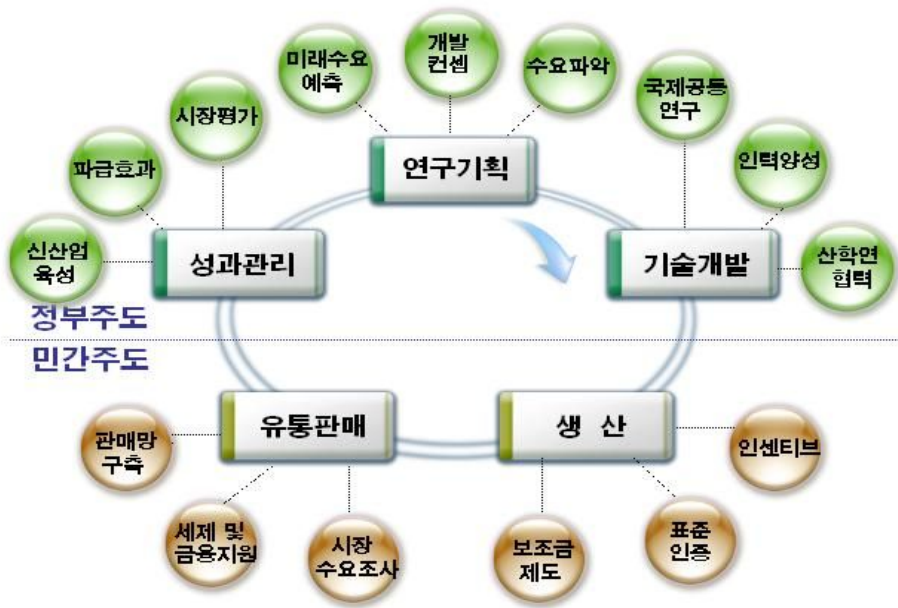 개발
컨셉
미래수요
예측
수요파악
시장평가
국제공동
연구
파급효과
연구기획
인력양성
신산업
육성
성과관리
기술개발
산학연
협력
정부주도
민간주도
유통판매
생 산
판매망
구축
인센티브
세제 및
금융지원
시장
수요조사
보조금
제도
표준
인증